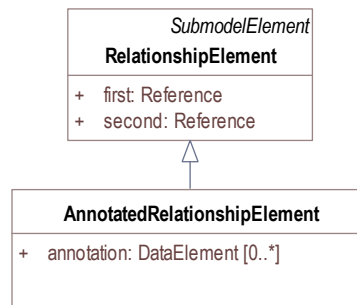 SubmodelElement
RelationshipElement
+ first: Reference
+ second: Reference
AnnotatedRelationshipElement
+ annotation: DataElement [0..*]